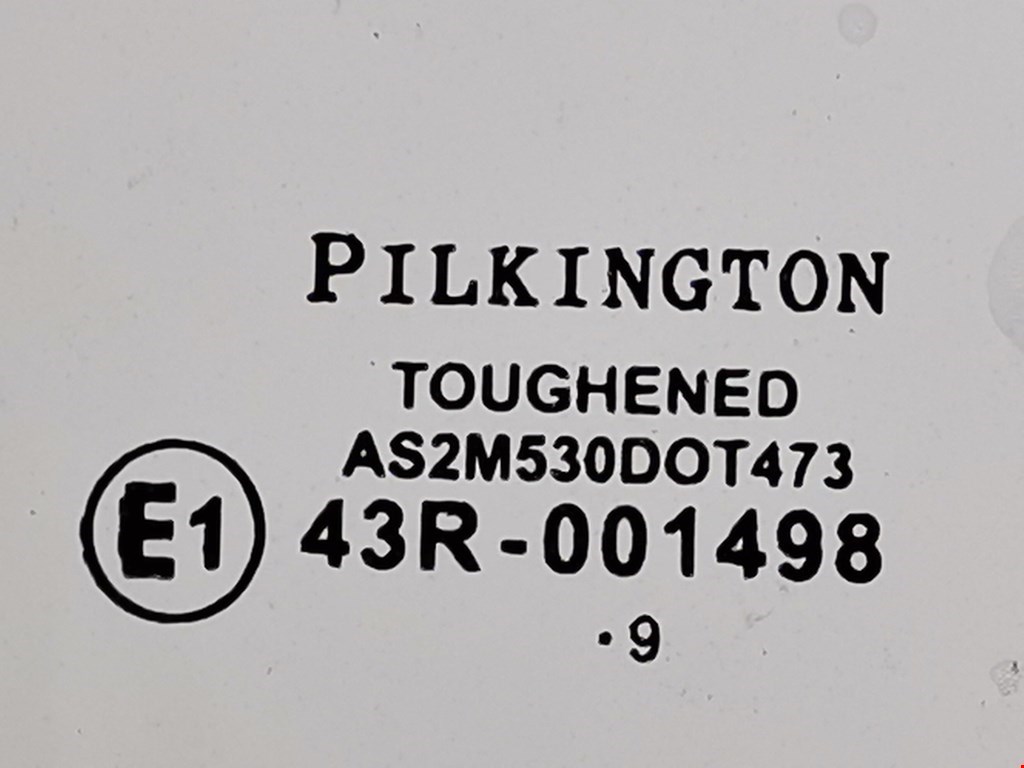 PILKINGTON
TOUGHENED
AS2M530DOT473
E1 43R-001498
·9